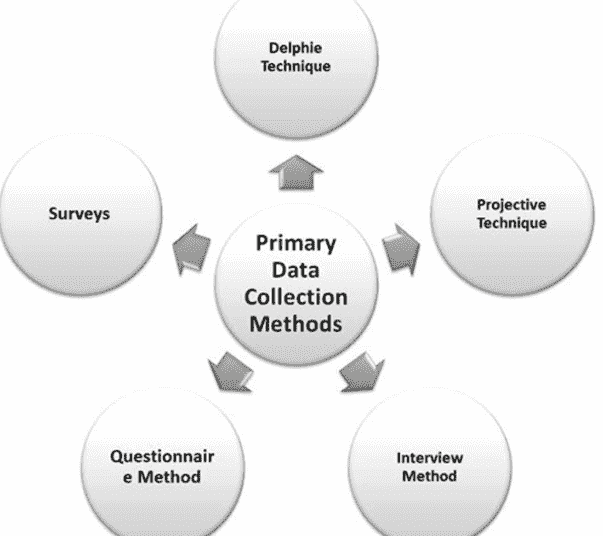 Delphie
Technique
Surveys
Projective
Technique
Primary
Data
Collection
Methods
Questionnair
e Method
Interview
Method